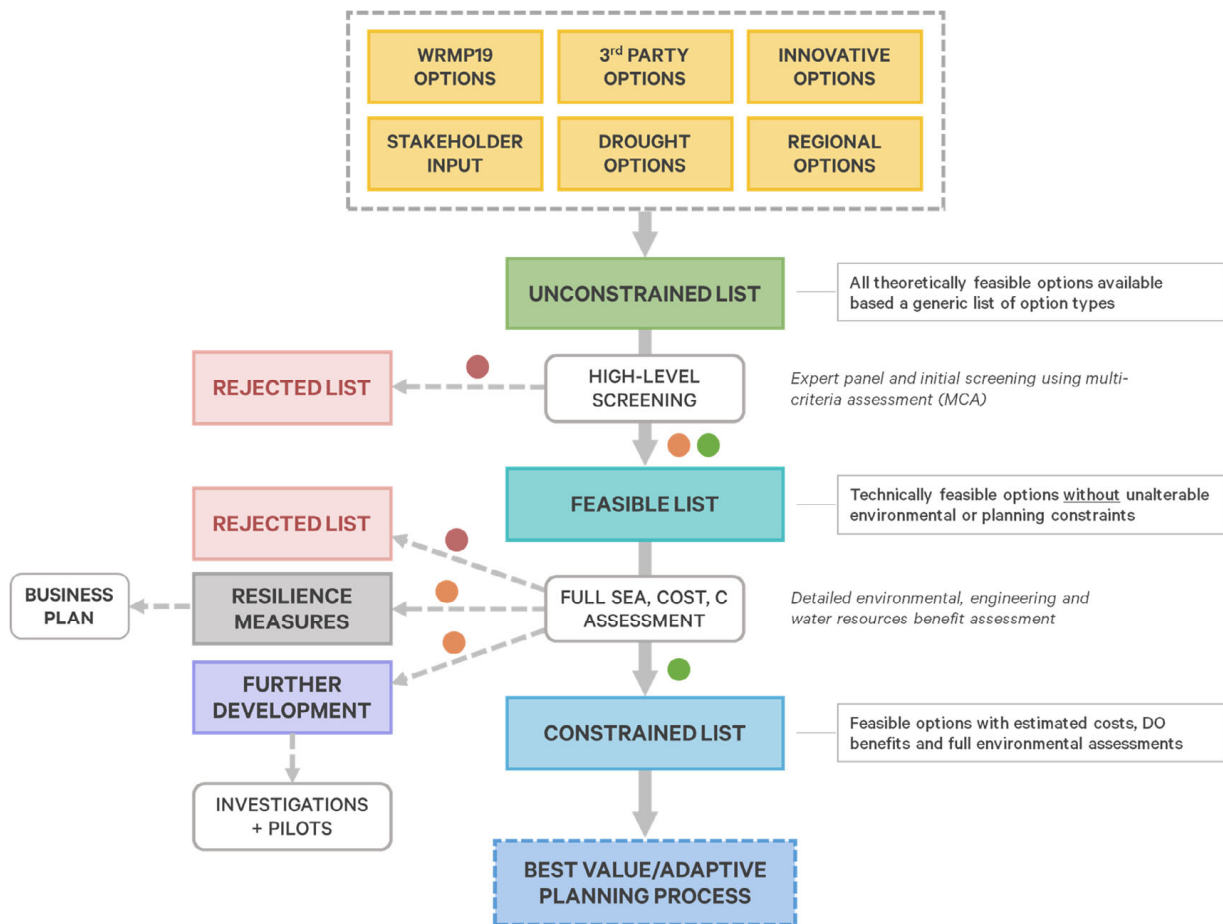 WRMP19
OPTIONS
3rd PARTY
OPTIONS
INNOVATIVE
OPTIONS
STAKEHOLDER
INPUT
DROUGHT
OPTIONS
REGIONAL
OPTIONS
UNCONSTRAINED LIST
All theoretically feasible options available
based a generic list of option types
REJECTED LIST
HIGH-LEVEL
SCREENING
Expert panel and initial screening using multi-
criteria assessment (MCA)
REJECTED LIST
FEASIBLE LIST
Technically feasible options without unalterable
environmental or planning constraints
BUSINESS
PLAN
RESILIENCE
MEASURES
FULL SEA, COST, C
ASSESSMENT
Detailed environmental, engineering and
water resources benefit assessment
FURTHER
DEVELOPMENT
CONSTRAINED LIST
Feasible options with estimated costs, DO
benefits and full environmental assessments
INVESTIGATIONS
+ PILOTS
BEST VALUE/ADAPTIVE
PLANNING PROCESS